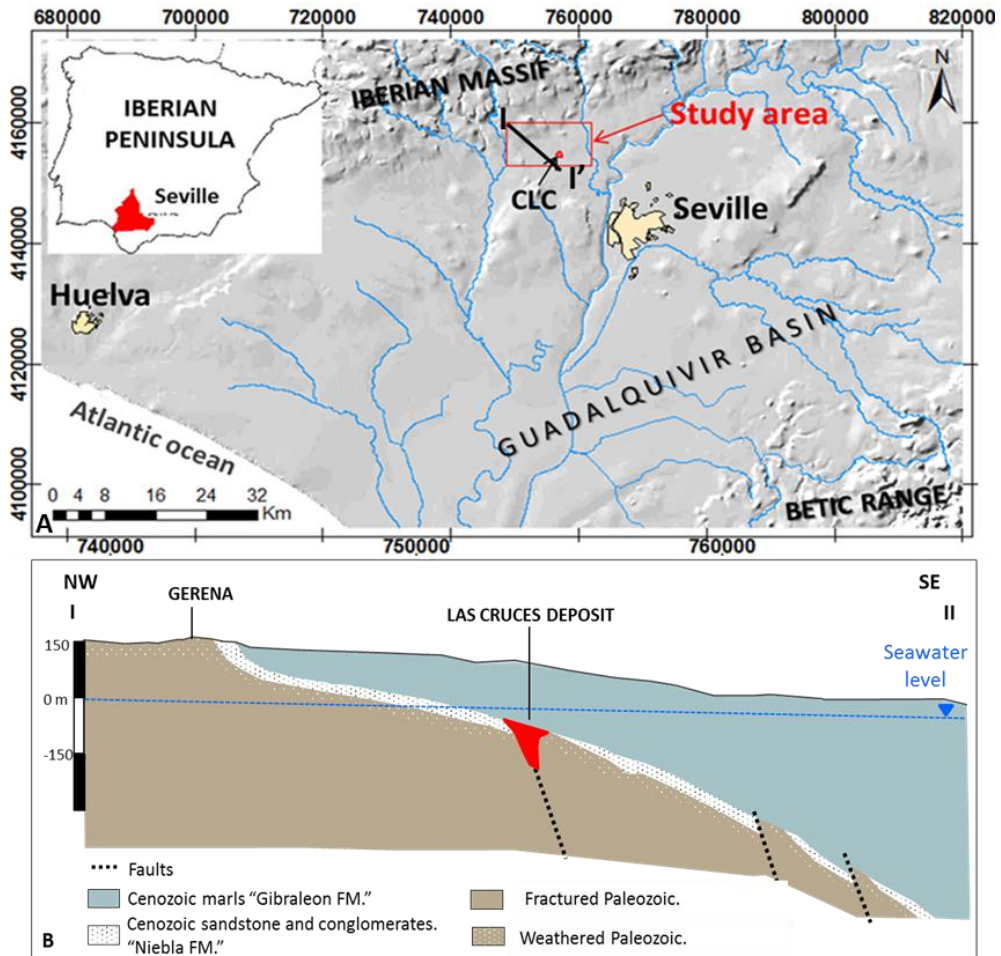 680000 700000 720000 740000 760000 780000 800000 820000
4160000
4140000
4120000
4100000
IBERIAN
PENINSULA
Seville
IBERIAN MASSIF
N
I
Study area
I'
CLC
Seville
Huelva
GUADALQUIVIR BASIN
Atlantic ocean
BETIC RANGE
0 4 8 16 24 32
Km
A
740000 750000 760000
NW
SE
I
GERENA
LAS CRUCES DEPOSIT
II
150
0 m
-150
Seawater
level
Faults
Cenozoic marls “Gibraleon FM.”
Fractured Paleozoic.
Cenozoic sandstone and conglomerates.
“Niebla FM.”
Weathered Paleozoic.
B